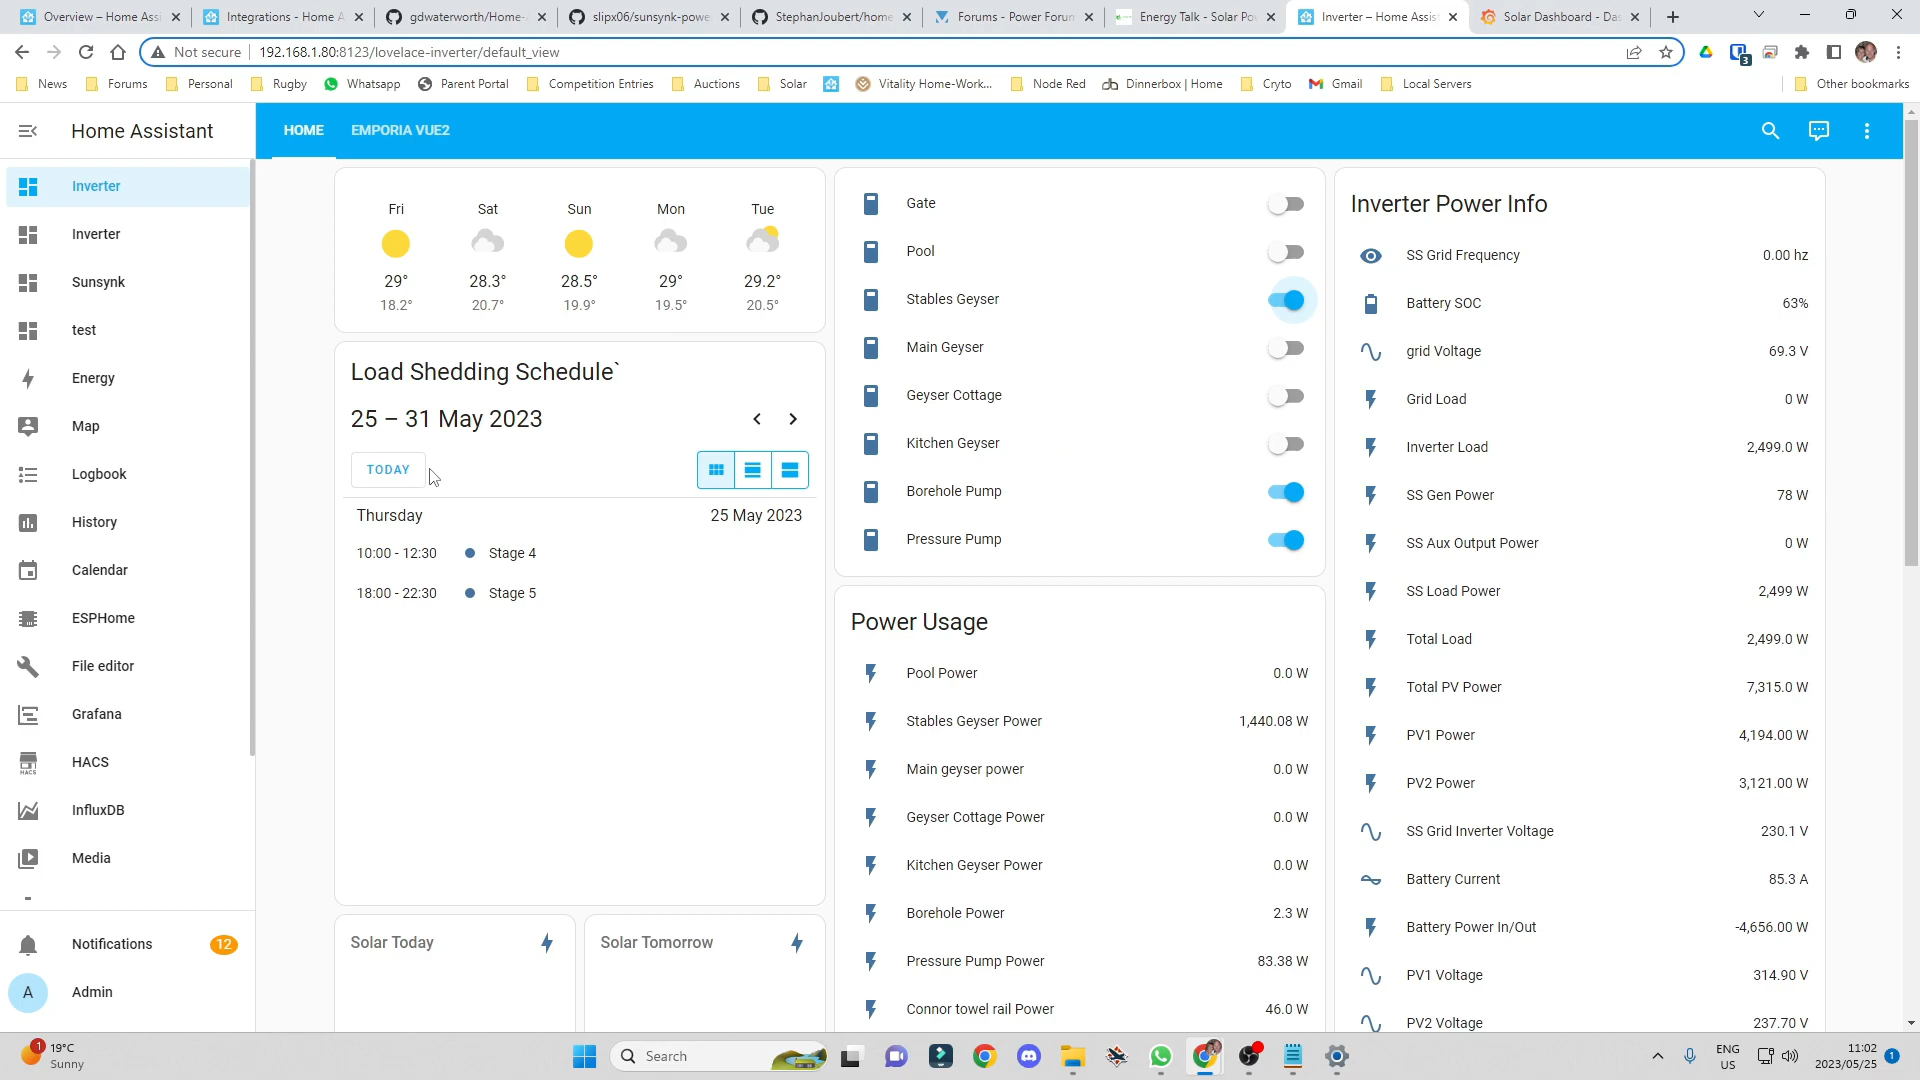 Overview – Home Assi
Integrations - Home A
gdwaterworth/Home-
slipx06/sunsynk-powe
StephanJoubert/home
Forums - Power Forum
Energy Talk - Solar Po
Inverter – Home Assist
Solar Dashboard - Das
Not secure
192.168.1.80:8123/lovelace-inverter/default_view
3
News
Forums
Personal
Rugby
Whatsapp
Parent Portal
Competition Entries
Auctions
Solar
Vitality Home-Work...
Node Red
Dinnerbox | Home
Cryto
Gmail
Local Servers
Other bookmarks
Home Assistant
HOME
EMPORIA VUE2
Inverter
Inverter
Sunsynk
test
Energy
Map
Logbook
History
Calendar
ESPHome
File editor
Grafana
HACS
HACS
InfluxDB
Media
Notifications
12
A
Admin
Fri
Sat
Sun
Mon
Tue
29°
28.3°
28.5°
29°
29.2°
18.2°
20.7°
19.9°
19.5°
20.5°
Load Shedding Schedule`
25 – 31 May 2023
TODAY
Thursday
25 May 2023
10:00 - 12:30
Stage 4
18:00 - 22:30
Stage 5
Solar Today
Solar Tomorrow
Gate
Pool
Stables Geyser
Main Geyser
Geyser Cottage
Kitchen Geyser
Borehole Pump
Pressure Pump
Power Usage
Pool Power
0.0 W
Stables Geyser Power
1,440.08 W
Main geyser power
0.0 W
Geyser Cottage Power
0.0 W
Kitchen Geyser Power
0.0 W
Borehole Power
2.3 W
Pressure Pump Power
83.38 W
Connor towel rail Power
46.0 W
Inverter Power Info
SS Grid Frequency
0.00 hz
Battery SOC
63%
grid Voltage
69.3 V
Grid Load
0 W
Inverter Load
2,499.0 W
SS Gen Power
78 W
SS Aux Output Power
0 W
SS Load Power
2,499 W
Total Load
2,499.0 W
Total PV Power
7,315.0 W
PV1 Power
4,194.00 W
PV2 Power
3,121.00 W
SS Grid Inverter Voltage
230.1 V
Battery Current
85.3 A
Battery Power In/Out
-4,656.00 W
PV1 Voltage
314.90 V
PV2 Voltage
237.70 V
1
19°C
Sunny
Search
ENG
US
11:02
2023/05/25
1